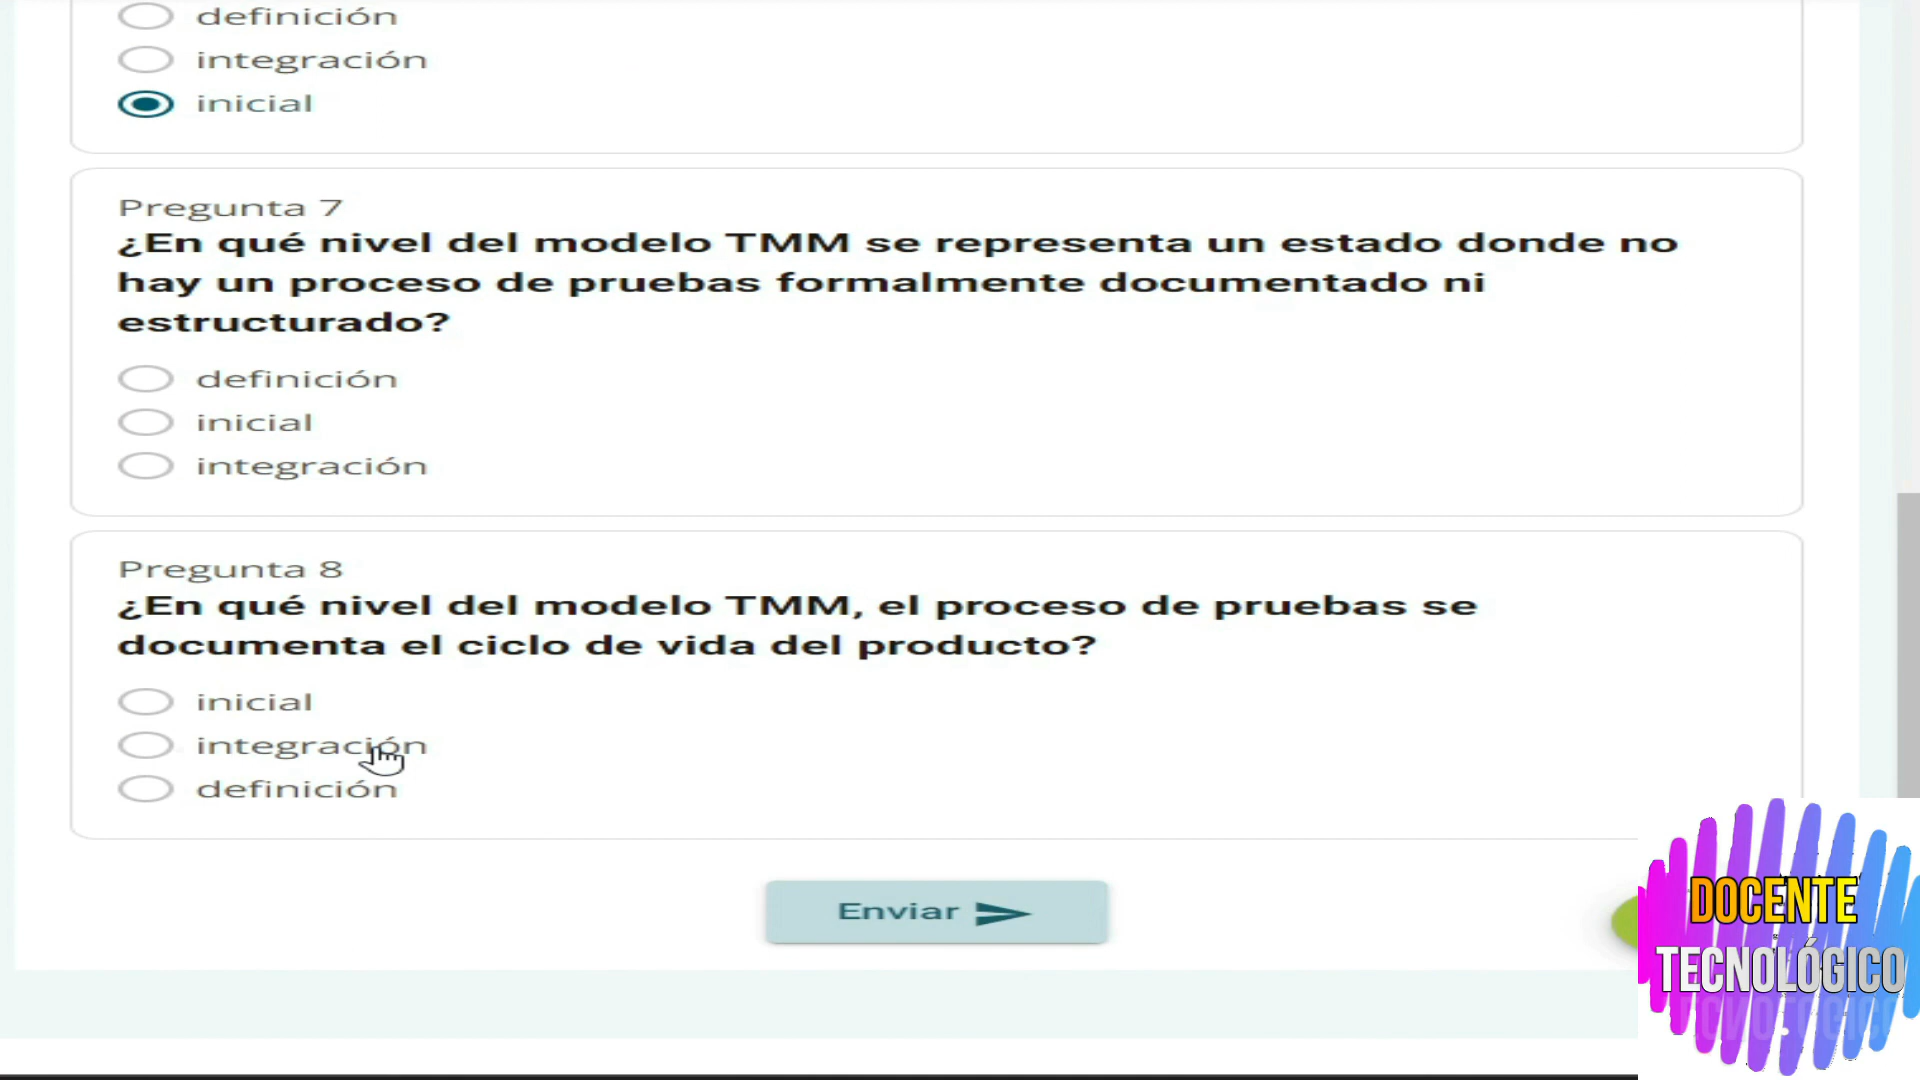 definición
integración
inicial
Pregunta 7
¿En qué nivel del modelo TMM se representa un estado donde no
hay un proceso de pruebas formalmente documentado ni
estructurado?
definición
inicial
integración
Pregunta 8
¿En qué nivel del modelo TMM, el proceso de pruebas se
documenta el ciclo de vida del producto?
inicial
integración
definición
Enviar
DOCENTE
TECNOLÓGICO